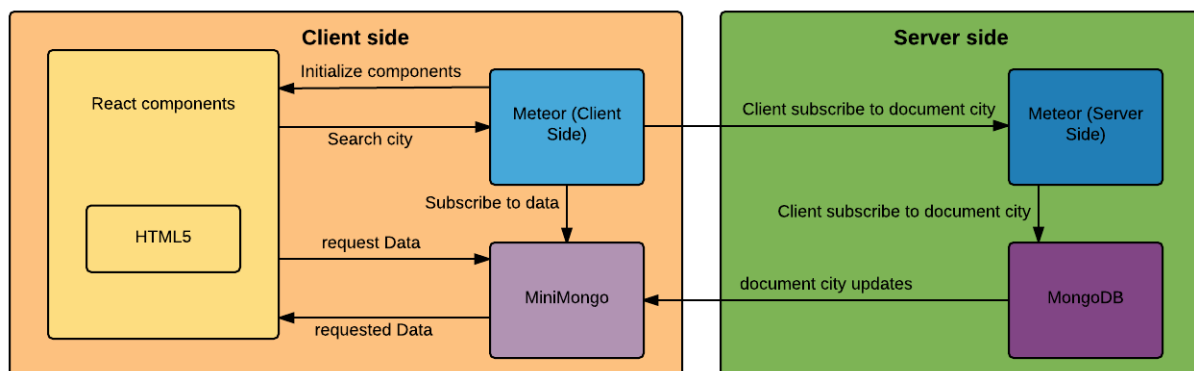 Client side
Server side
Initialize components
React components
Meteor (Client
Side)
Client subscribe to document city
Meteor (Server
Side)
Search city
Subscribe to data
Client subscribe to document city
HTML5
request Data
MiniMongo
document city updates
MongoDB
requested Data